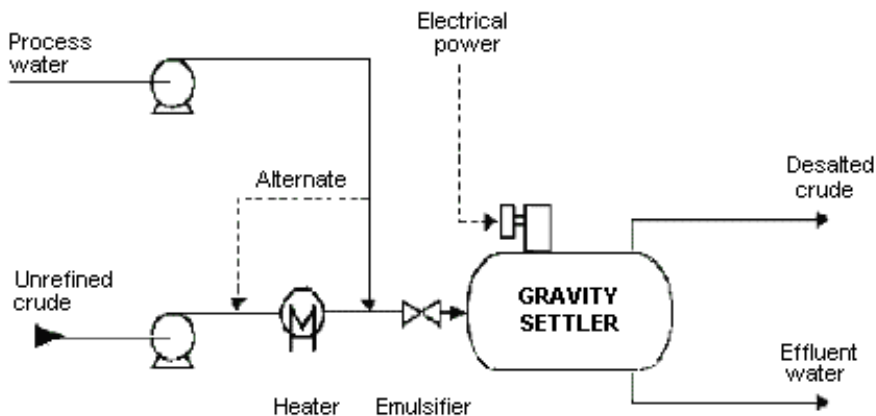 Electrical
power
Process
water
Alternate
Desalted
crude
Unrefined
crude
GRAVITY
SETTLER
Effluent
water
Heater
Emulsifier